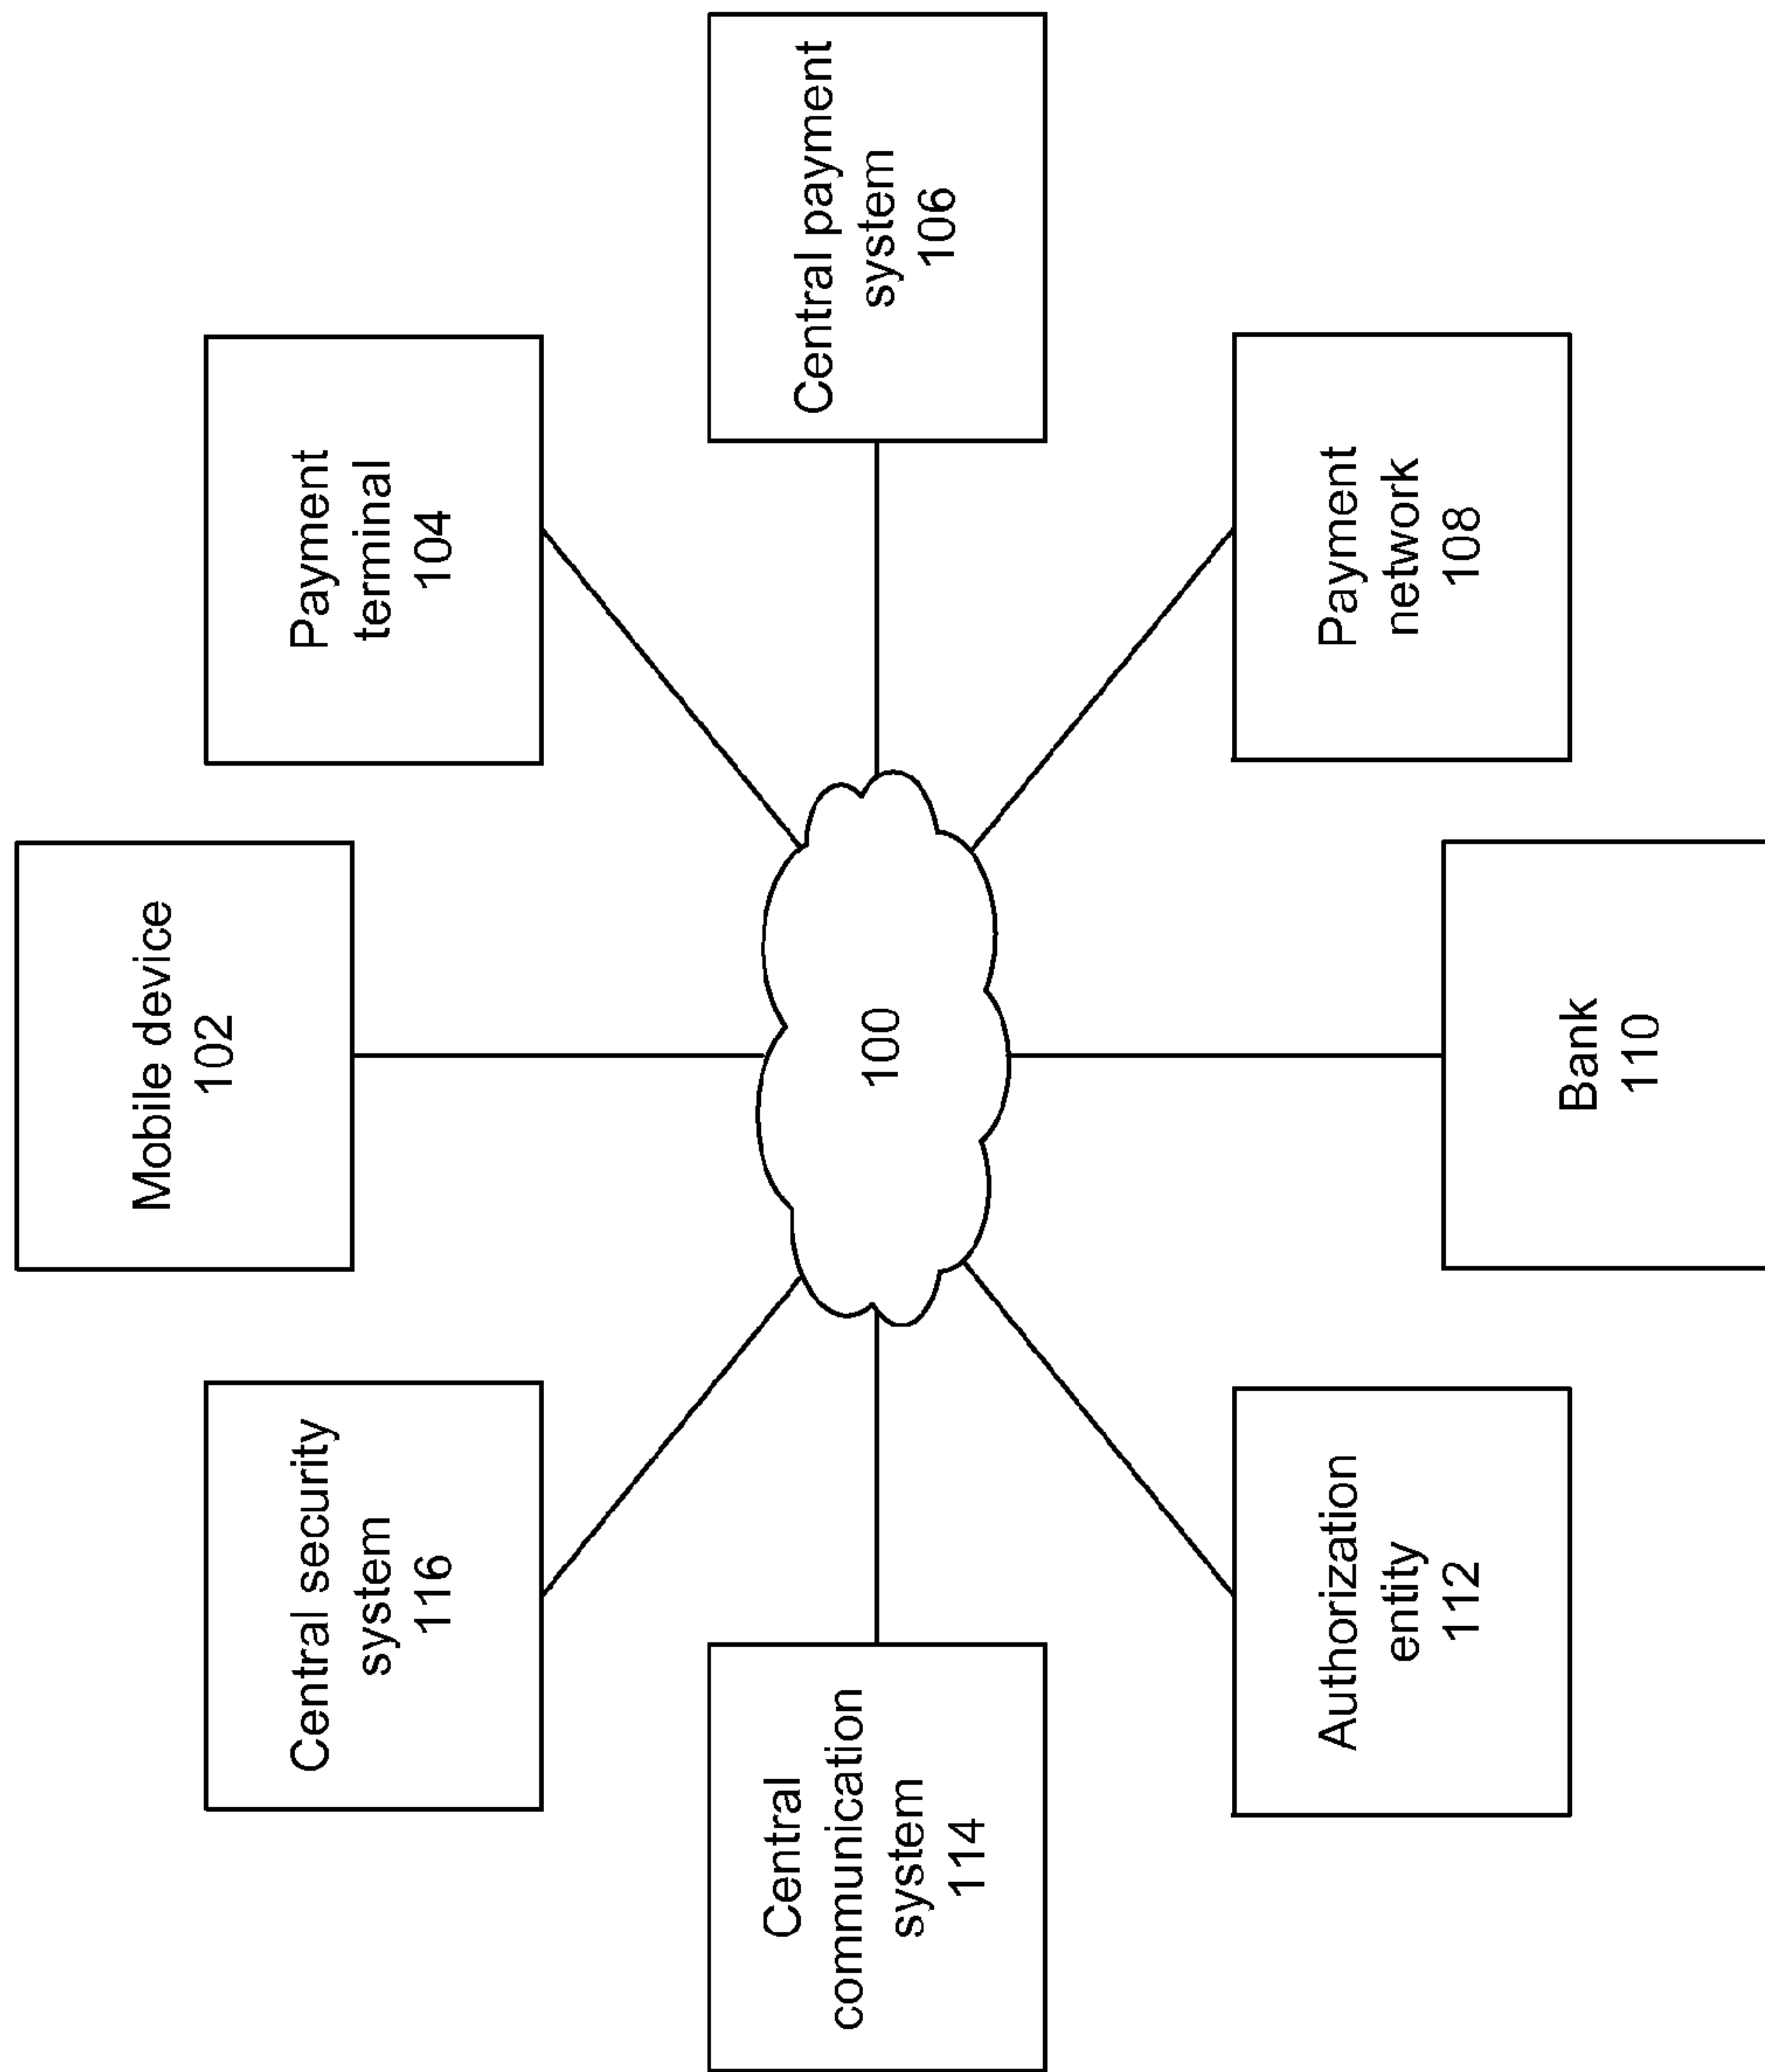 Mobile device
102
Payment
terminal
104
Central payment
system
106
Payment
network
108
Bank
110
Authorization
entity
112
Central
communication
system
114
Central security
system
116
100